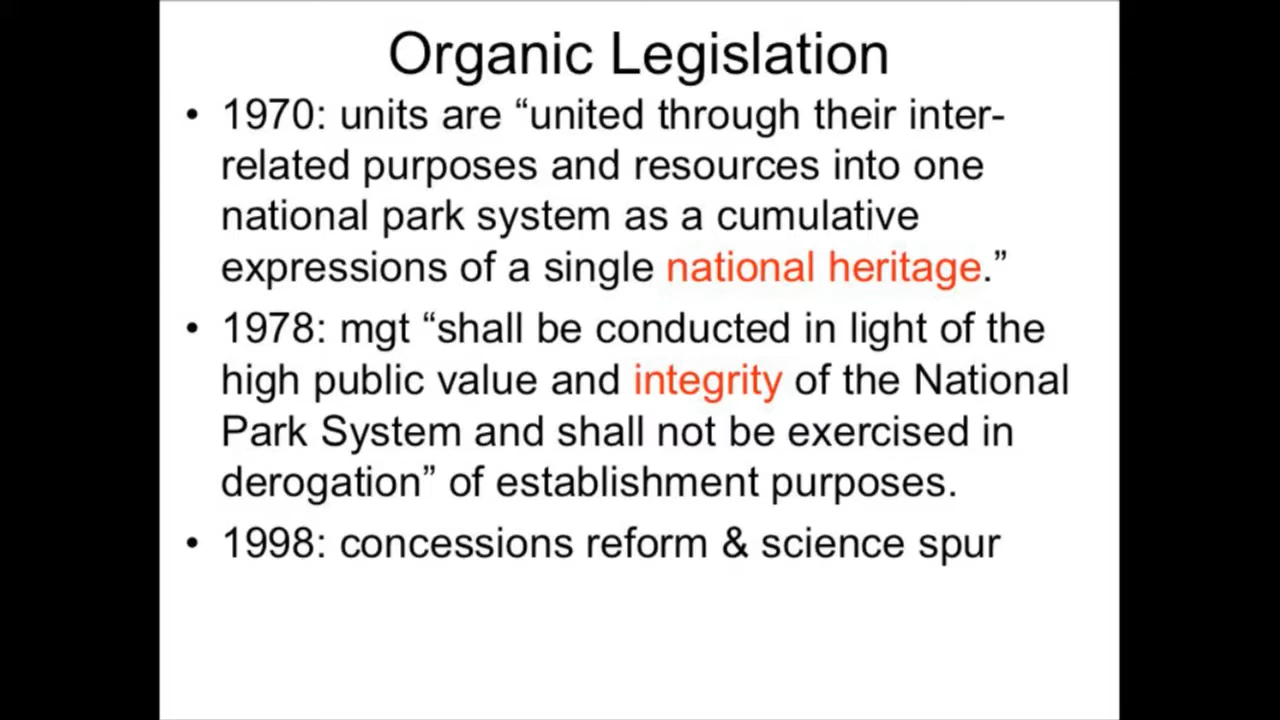 Organic Legislation
• 1970: units are “united through their inter-
related purposes and resources into one
national park system as a cumulative
expressions of a single national heritage.”
• 1978: mgt “shall be conducted in light of the
high public value and integrity of the National
Park System and shall not be exercised in
derogation” of establishment purposes.
• 1998: concessions reform & science spur